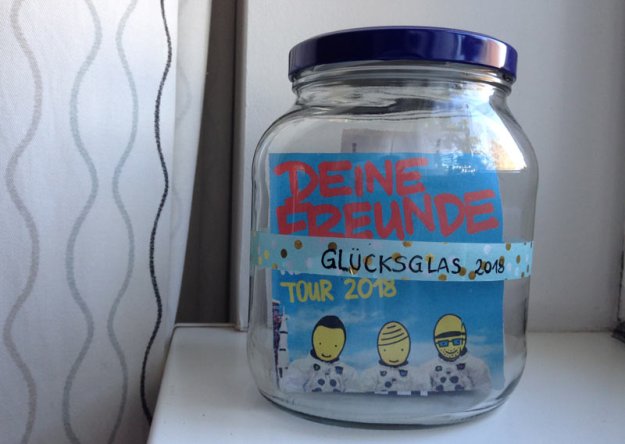 DEINE
FREUNDE
GLÜCKSGLAS 2018
TOUR 2018